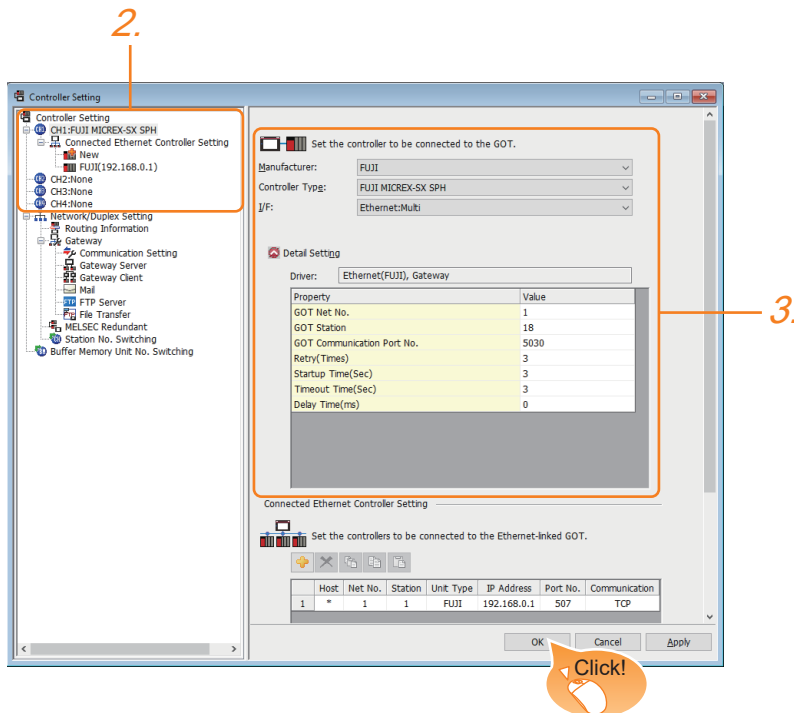 2.
Controller Setting
Controller Setting
CH1:FUJI MICREX-SX SPH
Connected Ethernet Controller Setting
New
FUJI(192.168.0.1)
CH2:None
CH3:None
CH4:None
Network/Duplex Setting
Routing Information
Gateway
Communication Setting
Gateway Server
Gateway Client
Mail
FTP Server
File Transfer
MELSEC Redundant
Station No. Switching
Buffer Memory Unit No. Switching
Set the controller to be connected to the GOT.
Manufacturer: FUJI
Controller Type: FUJI MICREX-SX SPH
I/F: Ethernet:Multi
3.
Detail Setting
Driver: Ethernet(FUJI), Gateway
Property Value
GOT Net No. 1
GOT Station 18
GOT Communication Port No. 5030
Retry(Times) 3
Startup Time(Sec) 3
Timeout Time(Sec) 3
Delay Time(ms) 0
Connected Ethernet Controller Setting
Set the controllers to be connected to the Ethernet-linked GOT.
Host Net No. Station Unit Type IP Address Port No. Communication
1 * 1 1 FUJI 192.168.0.1 507 TCP
OK Cancel Apply
Click!